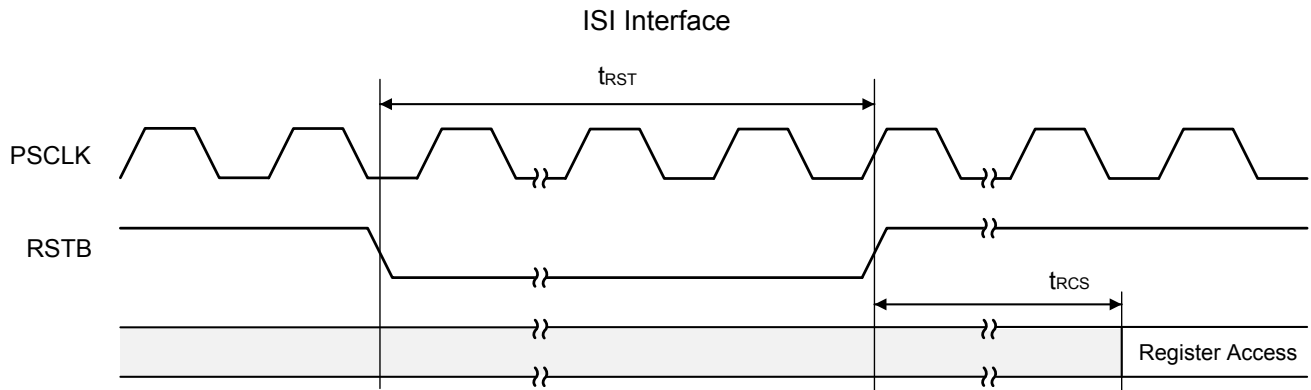 ISI Interface
tRST
PSCLK
RSTB
tRCS
Register Access